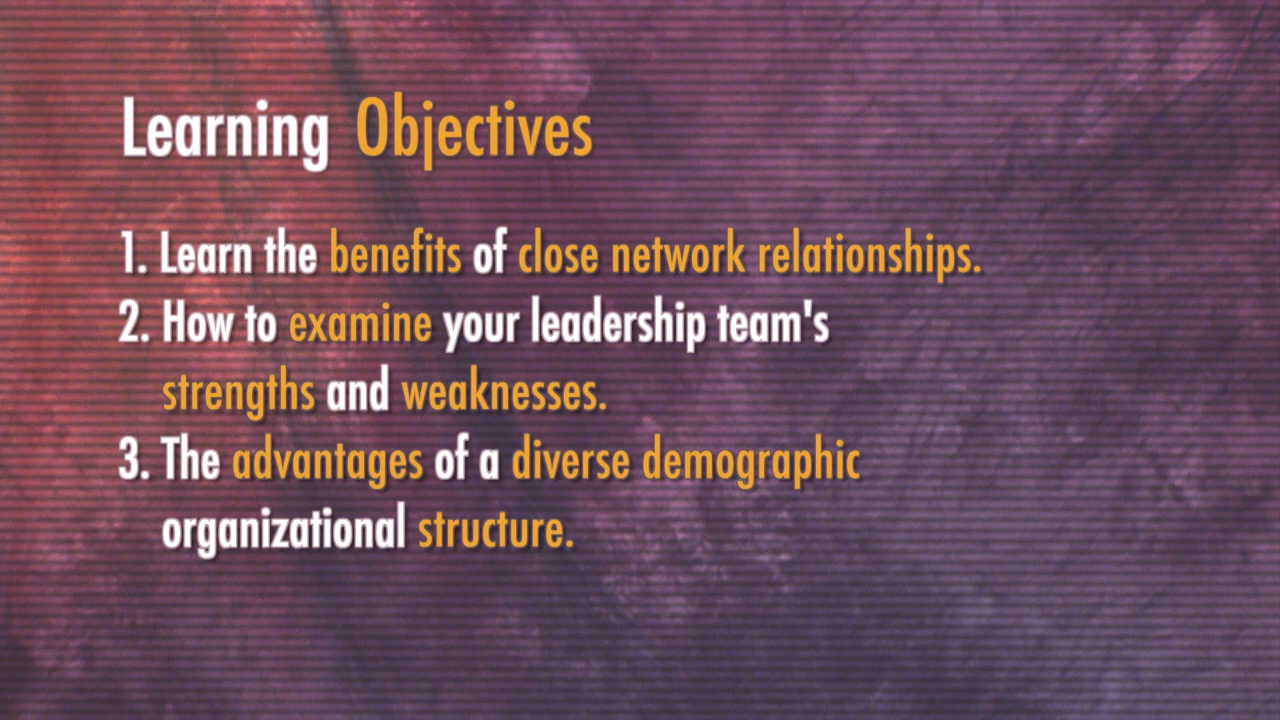 Learning Objectives
1. Learn the benefits of close network relationships.
2. How to examine your leadership team's
strengths and weaknesses.
3. The advantages of a diverse demographic
organizational structure.